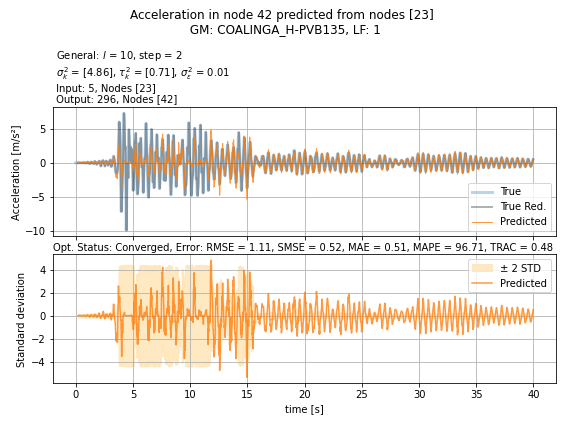 Acceleration in node 42 predicted from nodes [23]
GM: COALINGA_H-PVB135, LF: 1
General: l = 10, step = 2
σ²ₖ = [4.86], τ²ₖ = [0.71], σ²ε = 0.01
Input: 5, Nodes [23]
Output: 296, Nodes [42]
Acceleration [m/s²]
5
0
−5
−10
True
True Red.
Predicted
Opt. Status: Converged, Error: RMSE = 1.11, SMSE = 0.52, MAE = 0.51, MAPE = 96.71, TRAC = 0.48
Standard deviation
4
2
0
−2
−4
± 2 STD
Predicted
0 5 10 15 20 25 30 35 40
time [s]